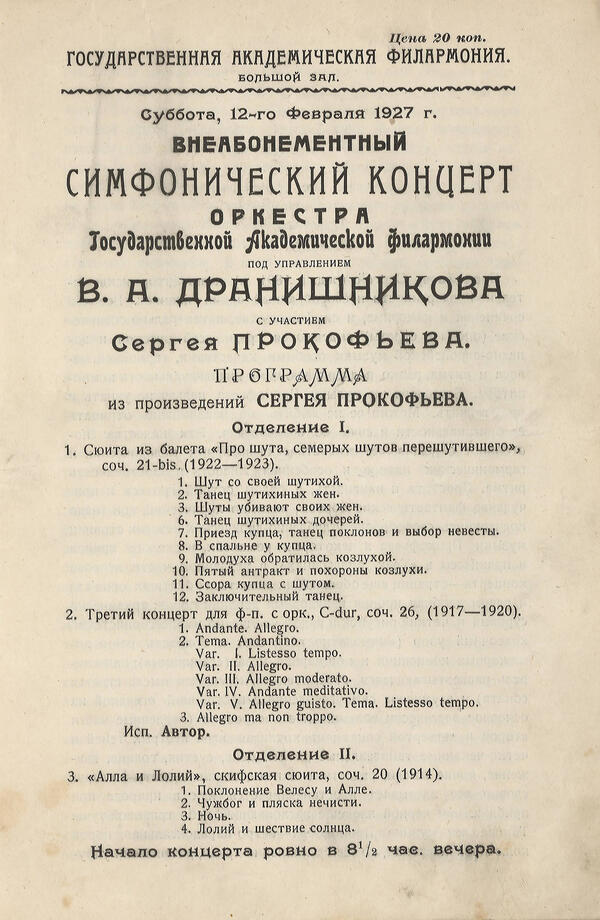 Цена 20 коп.
ГОСУДАРСТВЕННАЯ АКАДЕМИЧЕСКАЯ ФИЛАРМОНИЯ.
БОЛЬШОЙ ЗАЛ.
Суббота, 12-го Февраля 1927 г.
ВНЕАБОНЕМЕНТНЫЙ
СИМФОНИЧЕСКИЙ КОНЦЕРТ
ОРКЕСТРА
Государственной Академической филармонии
ПОД УПРАВЛЕНИЕМ
В. А. ДРАНИШНИКОВА
С УЧАСТИЕМ
Сергея ПРОКОФЬЕВА.
ПРОГРАММА
из произведений СЕРГЕЯ ПРОКОФЬЕВА.
Отделение I.
1. Сюита из балета «Про шута, семерых шутов перешутившего»,
соч. 21-bis. (1922—1923).
1. Шут со своей шутихой.
2. Танец шутихиных жен.
3. Шуты убивают своих жен.
6. Танец шутихиных дочерей.
7. Приезд купца, танец поклонов и выбор невесты.
8. В спальне у купца.
9. Молодуха обратилась козлухой.
10. Пятый антракт и похороны козлухи.
11. Ссора купца с шутом.
12. Заключительный танец.
2. Третий концерт для ф-п. с орк., C-dur, соч. 26, (1917—1920).
1. Andante. Allegro.
2. Tema. Andantino.
Var. I. Listesso tempo.
Var. II. Allegro.
Var. III. Allegro moderato.
Var. IV. Andante meditativo.
Var. V. Allegro guisto. Tema. Listesso tempo.
3. Allegro ma non troppo.
Исп. Автор.
Отделение II.
3. «Алла и Лолий», скифская сюита, соч. 20 (1914).
1. Поклонение Велесу и Алле.
2. Чужбог и пляска нечисти.
3. Ночь.
4. Лолий и шествие солнца.
Начало концерта ровно в 8 1/2 час. вечера.